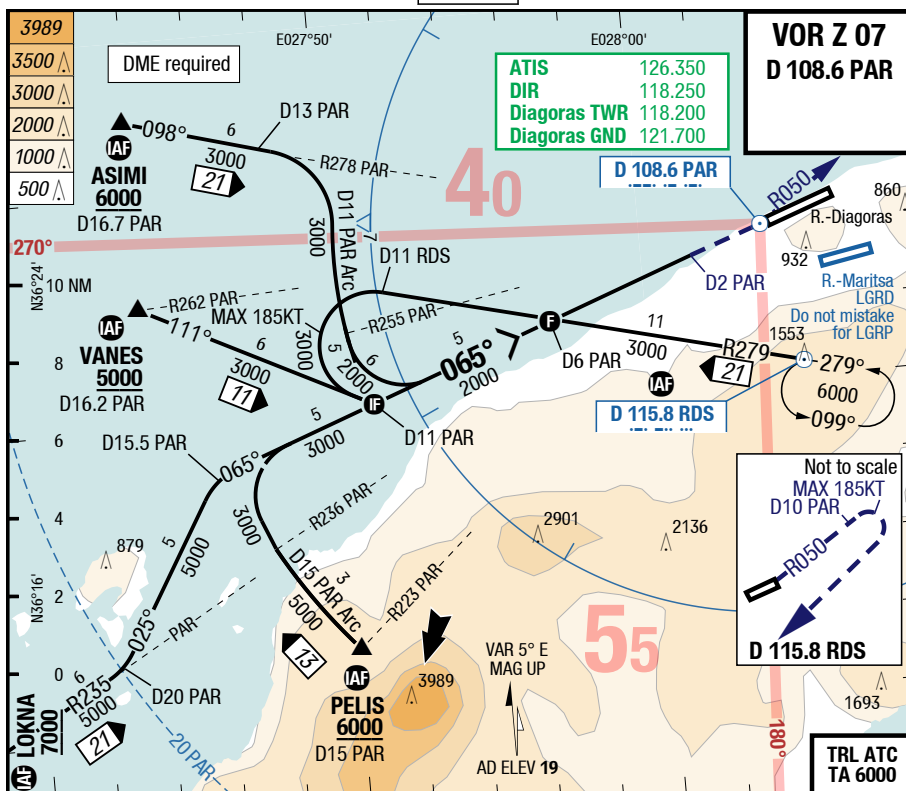 3989
3500
3000
2000
1000
500
DME required
E027°50'
E028°00'
VOR Z 07
D 108.6 PAR
ATIS 126.350
DIR 118.250
Diagoras TWR 118.200
Diagoras GND 121.700
D 108.6 PAR
098°
6
3000
21
D13 PAR
R278 PAR
IAF
ASIMI
6000
D16.7 PAR
D11 PAR Arc
3000
40
7
R050
860
R.-Diagoras
932
270°
N36°24'
10 NM
D11 RDS
D2 PAR
R.-Maritsa
LGRD
Do not mistake
for LGRP
R262 PAR
MAX 185KT
3000
R255 PAR
IAF
VANES
5000
D16.2 PAR
111°
6
3000
11
5
2000
6
065°
5
2000
F
D6 PAR
11
3000
R279
21
1553
279°
6000
099°
IAF
D 115.8 RDS
8
IF
D11 PAR
5
3000
D15.5 PAR
065°
6
Not to scale
MAX 185KT
D10 PAR
R050
D 115.8 RDS
R236 PAR
3000
4
5
5000
879
2901
2136
D15 PAR Arc
3
5000
R223 PAR
13
N36°16'
2
025°
PAR
55
VAR 5° E
MAG UP
0
6
R235
5000
21
D20 PAR
20 PAR
IAF
LOKNA
7000
IAF
PELIS
6000
D15 PAR
3989
AD ELEV 19
180°
1693
TRL ATC
TA 6000